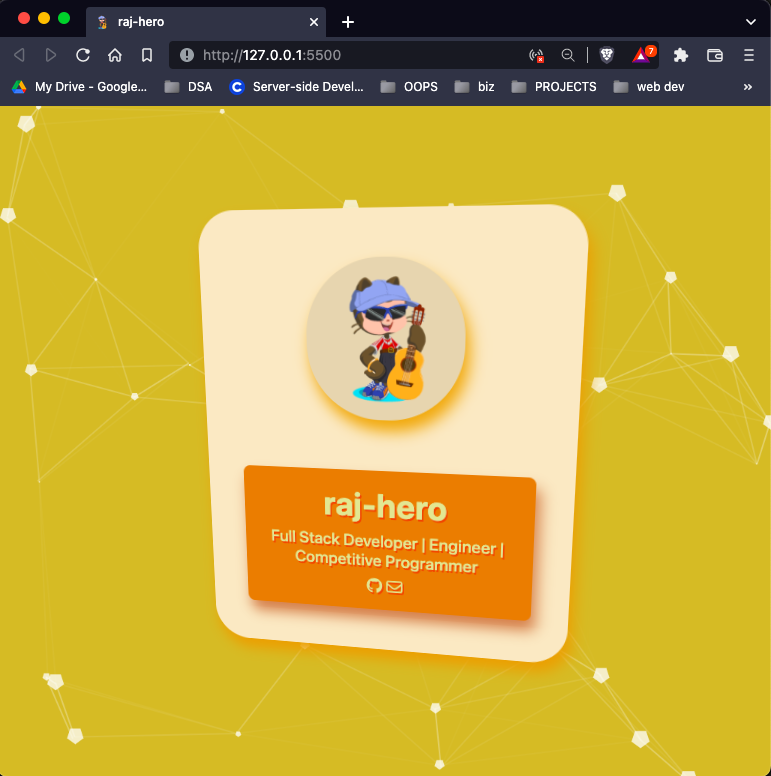 raj-hero
http://127.0.0.1:5500
7
My Drive - Google...
DSA
C
Server-side Devel...
OOPS
biz
PROJECTS
web dev
»
raj-hero
Full Stack Developer | Engineer |
Competitive Programmer